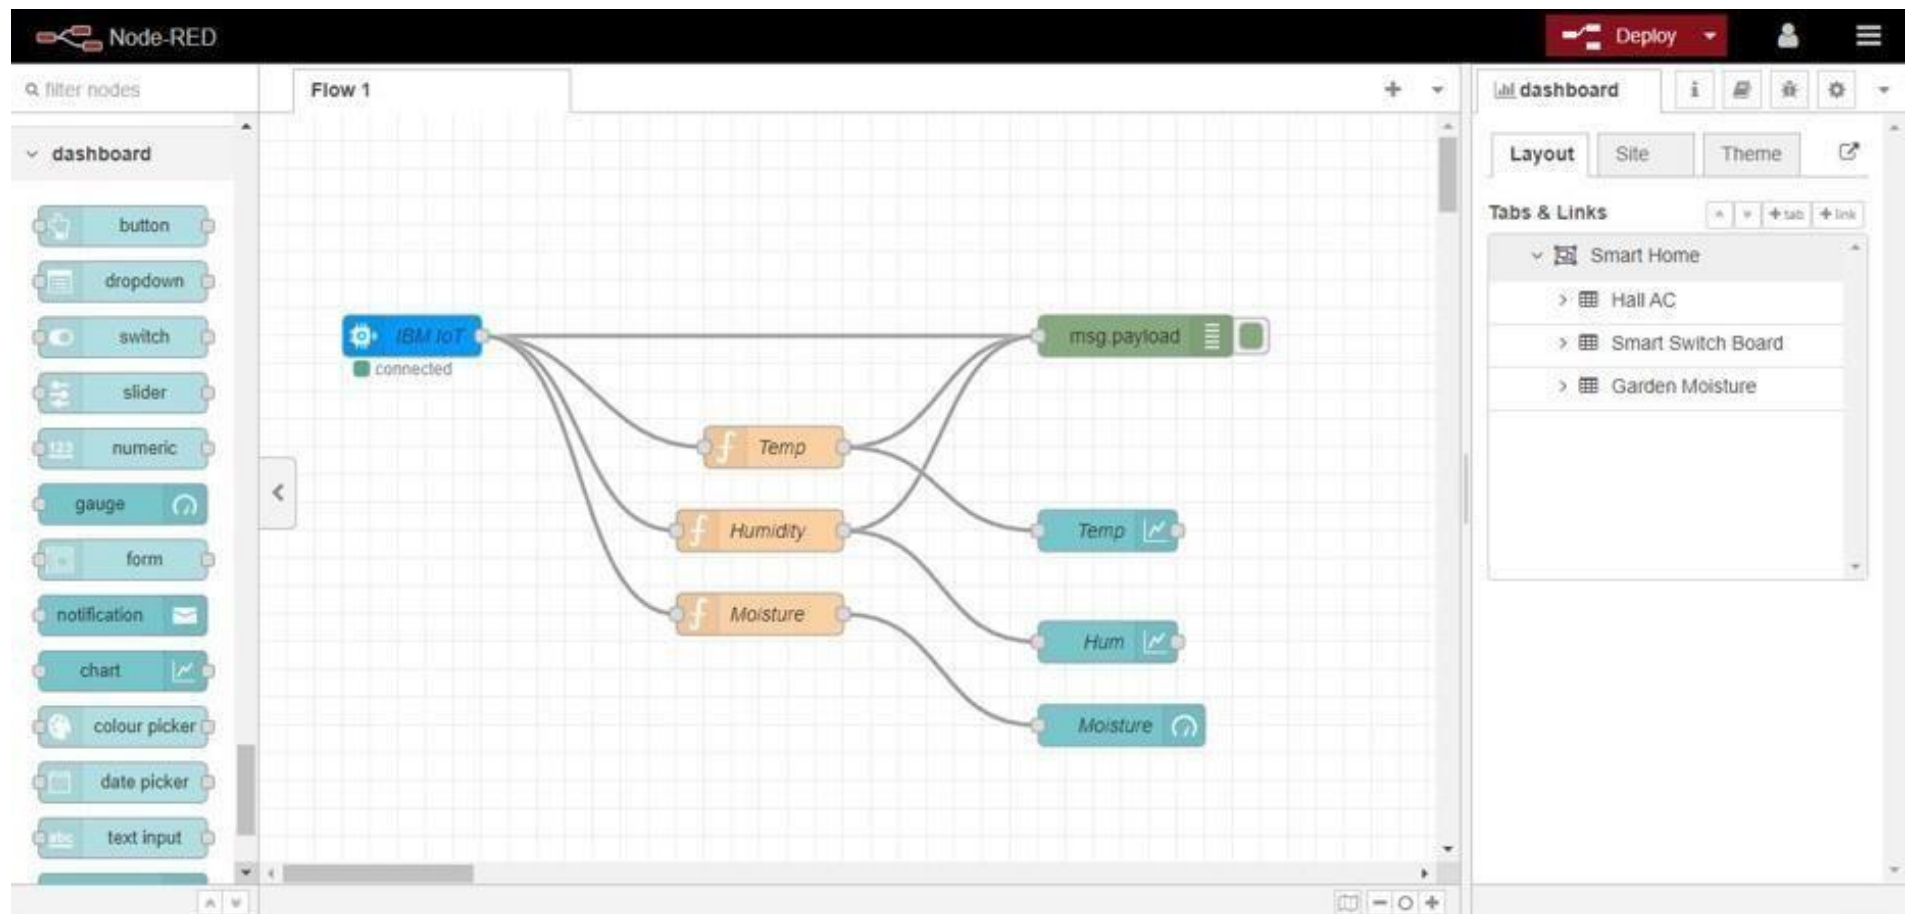 Node-RED
Deploy
filter nodes
Flow 1
dashboard
dashboard
button
dropdown
switch
slider
numeric
gauge
form
notification
chart
colour picker
date picker
text input
IBM IoT
connected
msg.payload
Temp
Humidity
Moisture
Temp
Hum
Moisture
Layout
Site
Theme
Tabs & Links
+ tab
+ link
Smart Home
Hall AC
Smart Switch Board
Garden Moisture